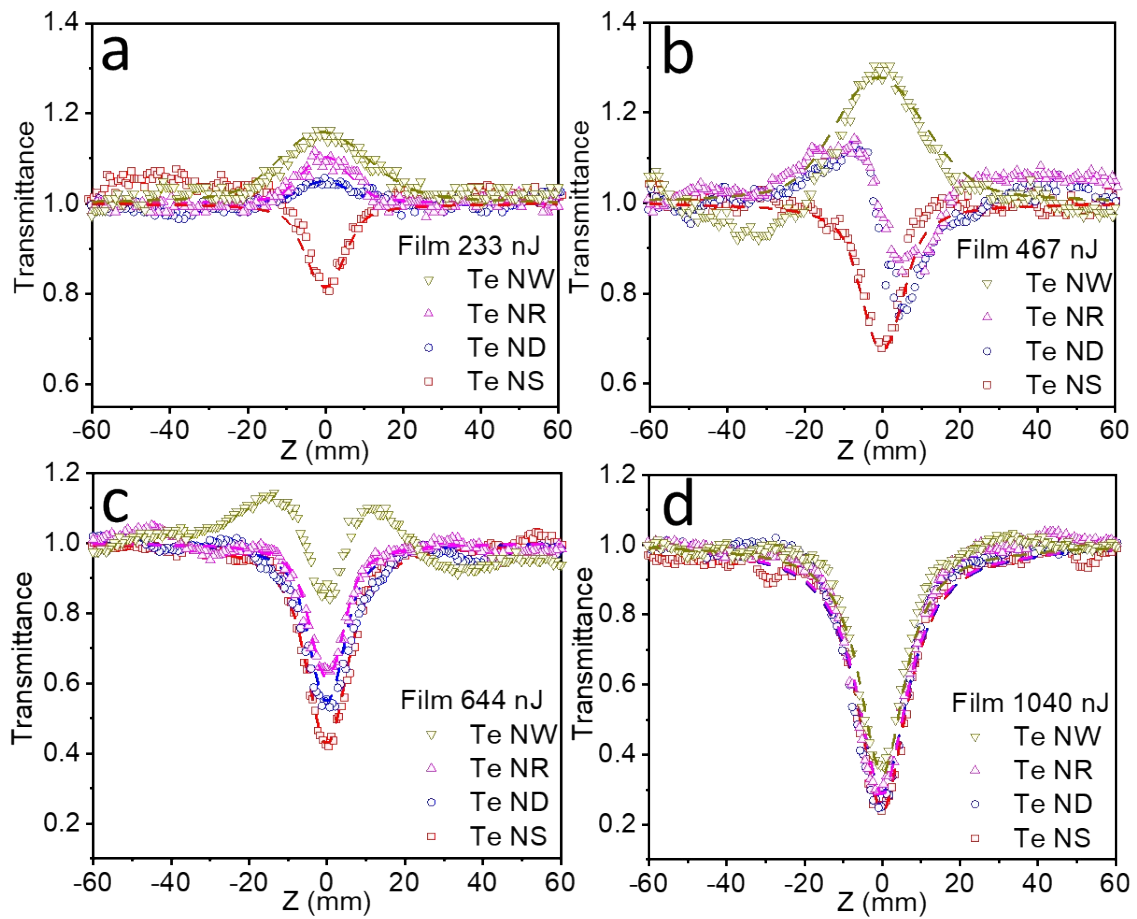 a
1.4
1.2
1.0
0.8
0.6
Transmittance
Film 233 nJ
Te NW
Te NR
Te ND
Te NS
-60 -40 -20 0 20 40 60
Z (mm)
b
1.4
1.2
1.0
0.8
0.6
Transmittance
Film 467 nJ
Te NW
Te NR
Te ND
Te NS
-60 -40 -20 0 20 40 60
Z (mm)
c
1.2
1.0
0.8
0.6
0.4
0.2
Transmittance
Film 644 nJ
Te NW
Te NR
Te ND
Te NS
-60 -40 -20 0 20 40 60
Z (mm)
d
1.2
1.0
0.8
0.6
0.4
0.2
Transmittance
Film 1040 nJ
Te NW
Te NR
Te ND
Te NS
-60 -40 -20 0 20 40 60
Z (mm)